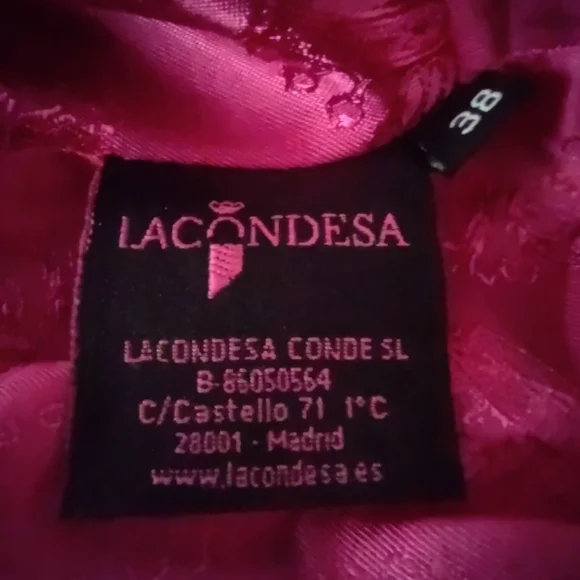 38
LACONDESA
LACONDESA CONDE SL
B-86050564
C/Castello 71 1°C
28001 - Madrid
www.lacondesa.es